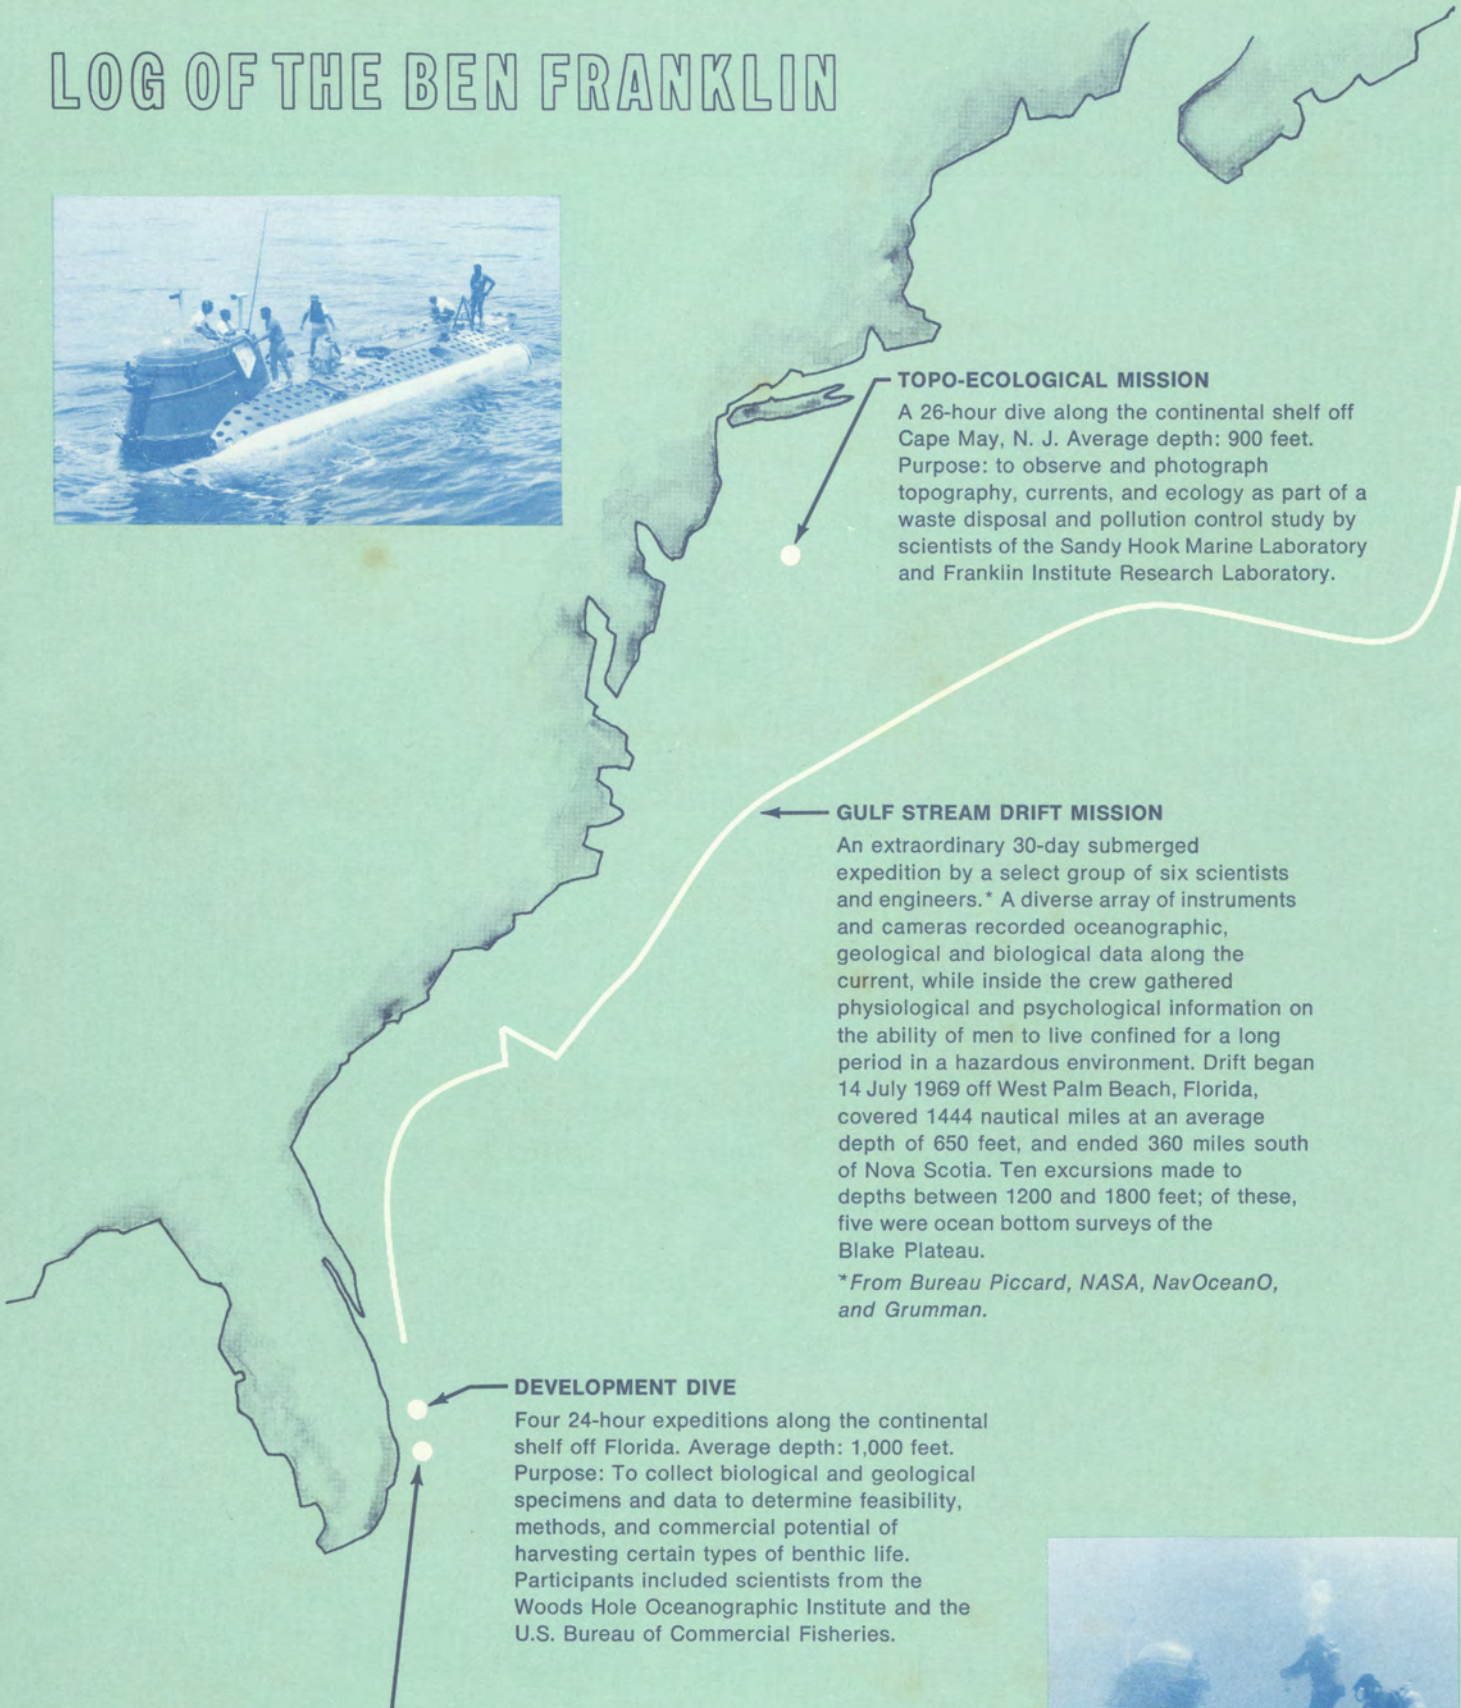 LOG OF THE BEN FRANKLIN
TOPO-ECOLOGICAL MISSION
A 26-hour dive along the continental shelf off
Cape May, N. J. Average depth: 900 feet.
Purpose: to observe and photograph
topography, currents, and ecology as part of a
waste disposal and pollution control study by
scientists of the Sandy Hook Marine Laboratory
and Franklin Institute Research Laboratory.
GULF STREAM DRIFT MISSION
An extraordinary 30-day submerged
expedition by a select group of six scientists
and engineers.* A diverse array of instruments
and cameras recorded oceanographic,
geological and biological data along the
current, while inside the crew gathered
physiological and psychological information on
the ability of men to live confined for a long
period in a hazardous environment. Drift began
14 July 1969 off West Palm Beach, Florida,
covered 1444 nautical miles at an average
depth of 650 feet, and ended 360 miles south
of Nova Scotia. Ten excursions made to
depths between 1200 and 1800 feet; of these,
five were ocean bottom surveys of the
Blake Plateau.
*From Bureau Piccard, NASA, NavOceanO,
and Grumman.
DEVELOPMENT DIVE
Four 24-hour expeditions along the continental
shelf off Florida. Average depth: 1,000 feet.
Purpose: To collect biological and geological
specimens and data to determine feasibility,
methods, and commercial potential of
harvesting certain types of benthic life.
Participants included scientists from the
Woods Hole Oceanographic Institute and the
U.S. Bureau of Commercial Fisheries.